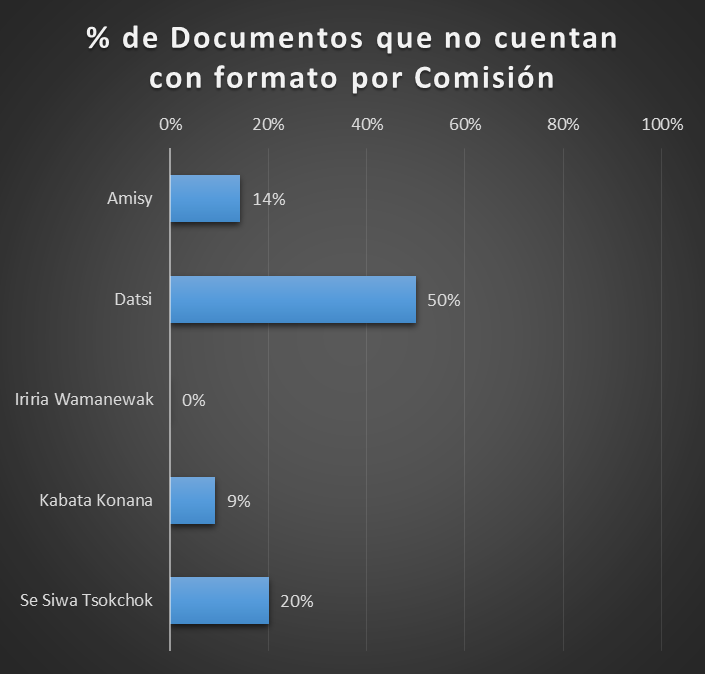 % de Documentos que no cuentan
con formato por Comisión
0% 20% 40% 60% 80% 100%
Amisy 14%
Datsi 50%
Iriria Wamanewak 0%
Kabata Konana 9%
Se Siwa Tsokchok 20%